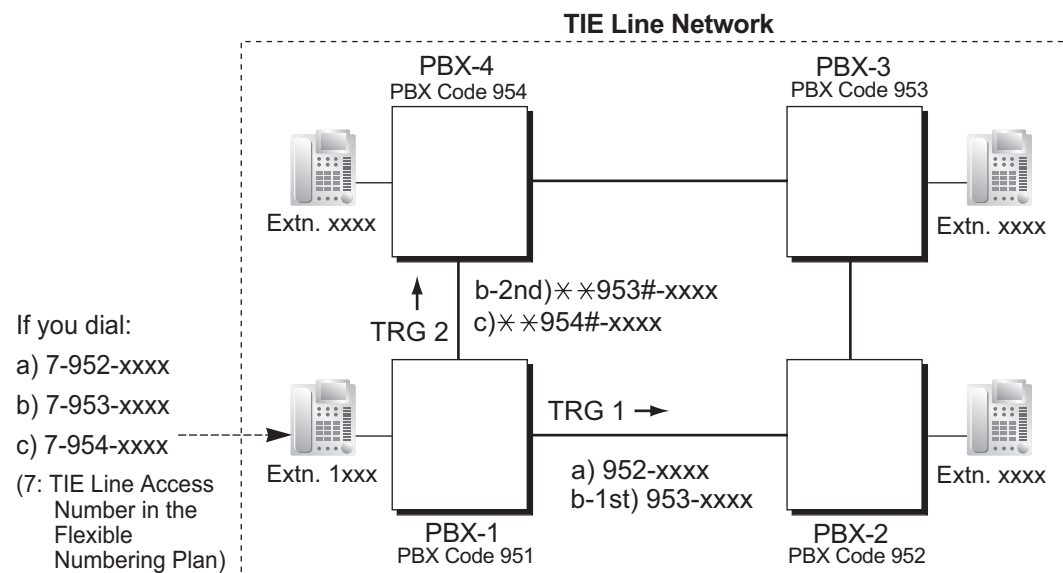 TIE Line Network
PBX-4
PBX Code 954
PBX-3
PBX Code 953
Extn. xxxx
Extn. xxxx
b-2nd)✳✳953#-xxxx
c)✳✳954#-xxxx
TRG 2
If you dial:
a) 7-952-xxxx
b) 7-953-xxxx
c) 7-954-xxxx
(7: TIE Line Access
Number in the
Flexible
Numbering Plan)
Extn. 1xxx
TRG 1
a) 952-xxxx
b-1st) 953-xxxx
Extn. xxxx
PBX-1
PBX Code 951
PBX-2
PBX Code 952